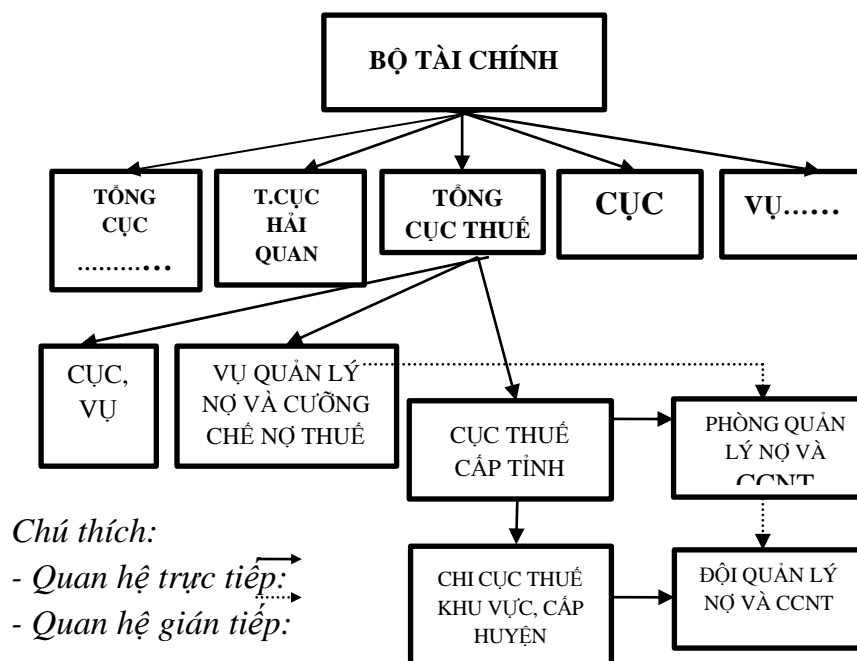 BỘ TÀI CHÍNH
TỔNG
CỤC
............
T.CỤC
HẢI
QUAN
TỔNG
CỤC THUẾ
CỤC
VỤ......
CỤC,
VỤ
VỤ QUẢN LÝ
NỢ VÀ CƯỠNG
CHẾ NỢ THUẾ
CỤC THUẾ
CẤP TỈNH
PHÒNG QUẢN
LÝ NỢ VÀ
CCNT
Chú thích:
- Quan hệ trực tiếp:
- Quan hệ gián tiếp:
CHI CỤC THUẾ
KHU VỰC, CẤP
HUYỆN
ĐỘI QUẢN LÝ
NỢ VÀ CCNT